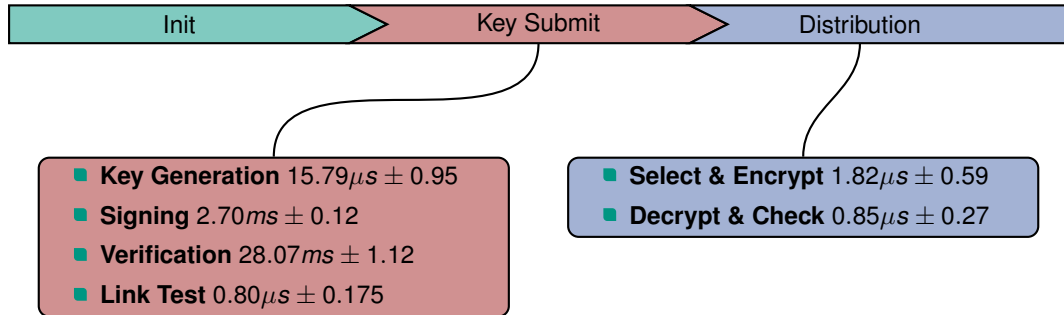 Init
Key Submit
Distribution
Key Generation 15.79μs ± 0.95
Signing 2.70ms ± 0.12
Verification 28.07ms ± 1.12
Link Test 0.80μs ± 0.175
Select & Encrypt 1.82μs ± 0.59
Decrypt & Check 0.85μs ± 0.27